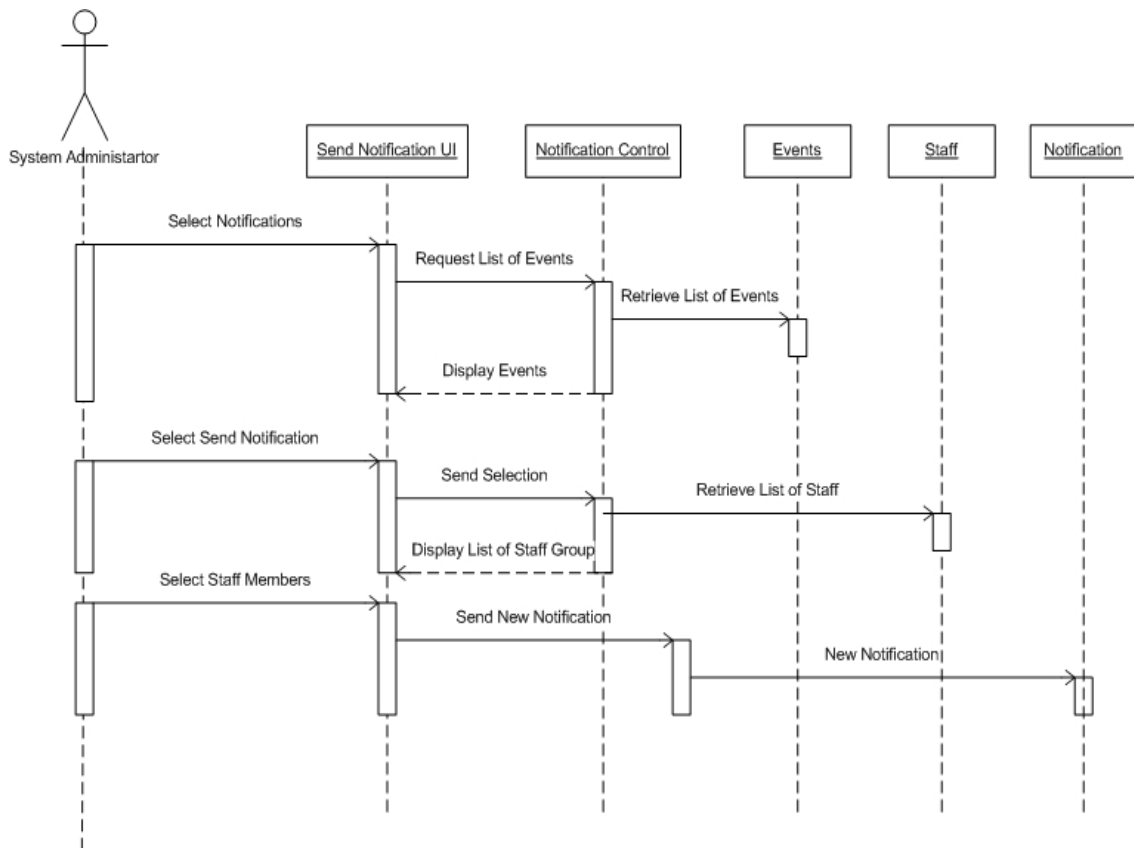 System Administartor
Send Notification UI
Notification Control
Events
Staff
Notification
Select Notifications
Request List of Events
Retrieve List of Events
Display Events
Select Send Notification
Send Selection
Retrieve List of Staff
Display List of Staff Group
Select Staff Members
Send New Notification
New Notification